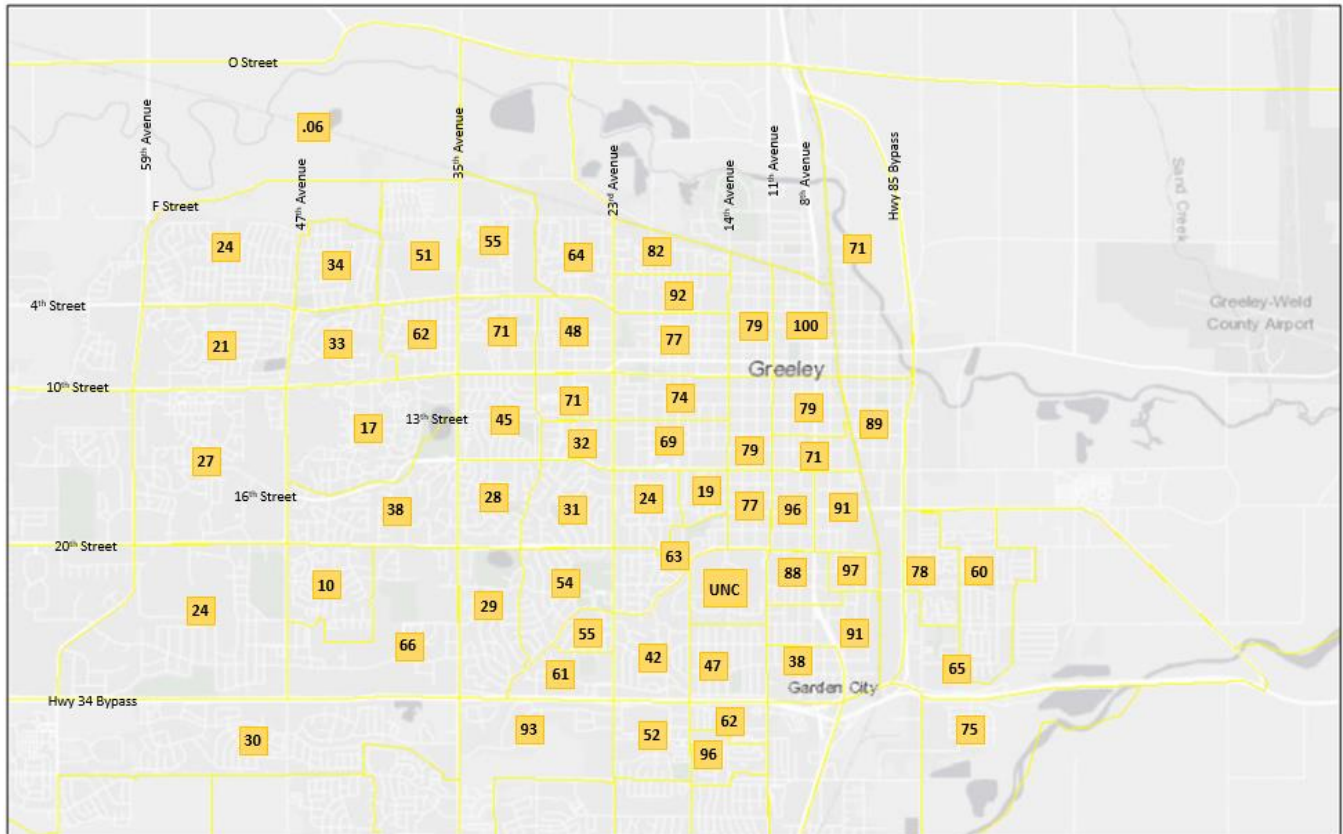 O Street
.06
59th Avenue
47th Avenue
35th Avenue
23rd Avenue
14th Avenue
11th Avenue
8th Avenue
Hwy 85 Bypass
Sand Creek
F Street
24
34
51
55
64
82
71
92
4th Street
Greeley-Weld
County Airport
21
33
62
71
48
77
79
100
Greeley
10th Street
71
74
79
13th Street
17
45
89
27
32
69
79
71
16th Street
38
28
31
24
19
77
96
91
20th Street
63
10
54
UNC
88
97
78
60
24
29
66
55
91
61
42
47
38
65
Garden City
Hwy 34 Bypass
30
93
52
62
75
96